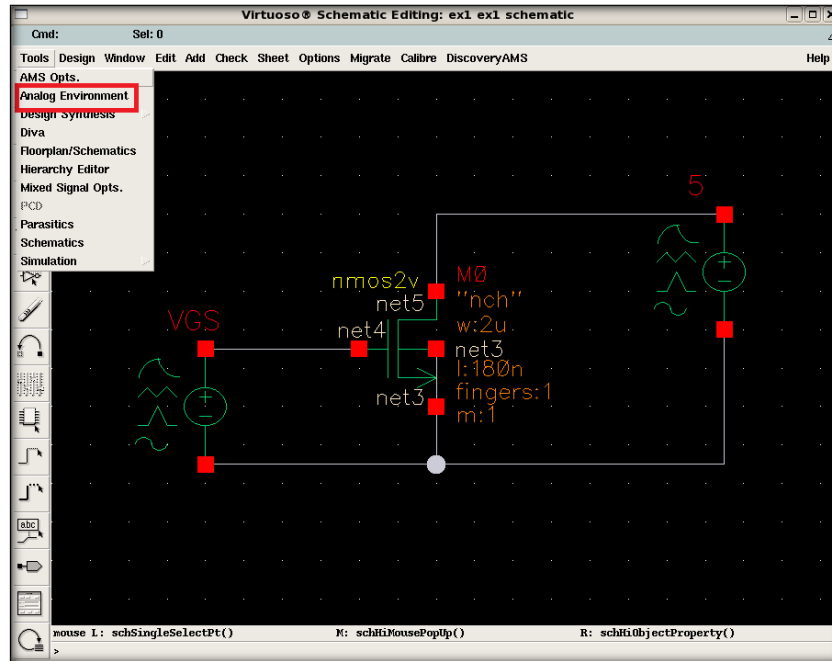 Virtuoso® Schematic Editing: ex1 ex1 schematic
Cmd: Sel: 0
Tools Design Window Edit Add Check Sheet Options Migrate Calibre DiscoveryAMS Help
AMS Opts.
Analog Environment
Design Synthesis
Diva
Floorplan/Schematics
Hierarchy Editor
Mixed Signal Opts.
PCD
Parasitics
Schematics
Simulation
5
nmos2v M0
net5 "nch"
VGS net4 w:2u
net3
l:180n
net3 fingers:1
m:1
abc
mouse L: schSingleSelectPt() M: schHiMousePopUp() R: schHiObjectProperty()
>